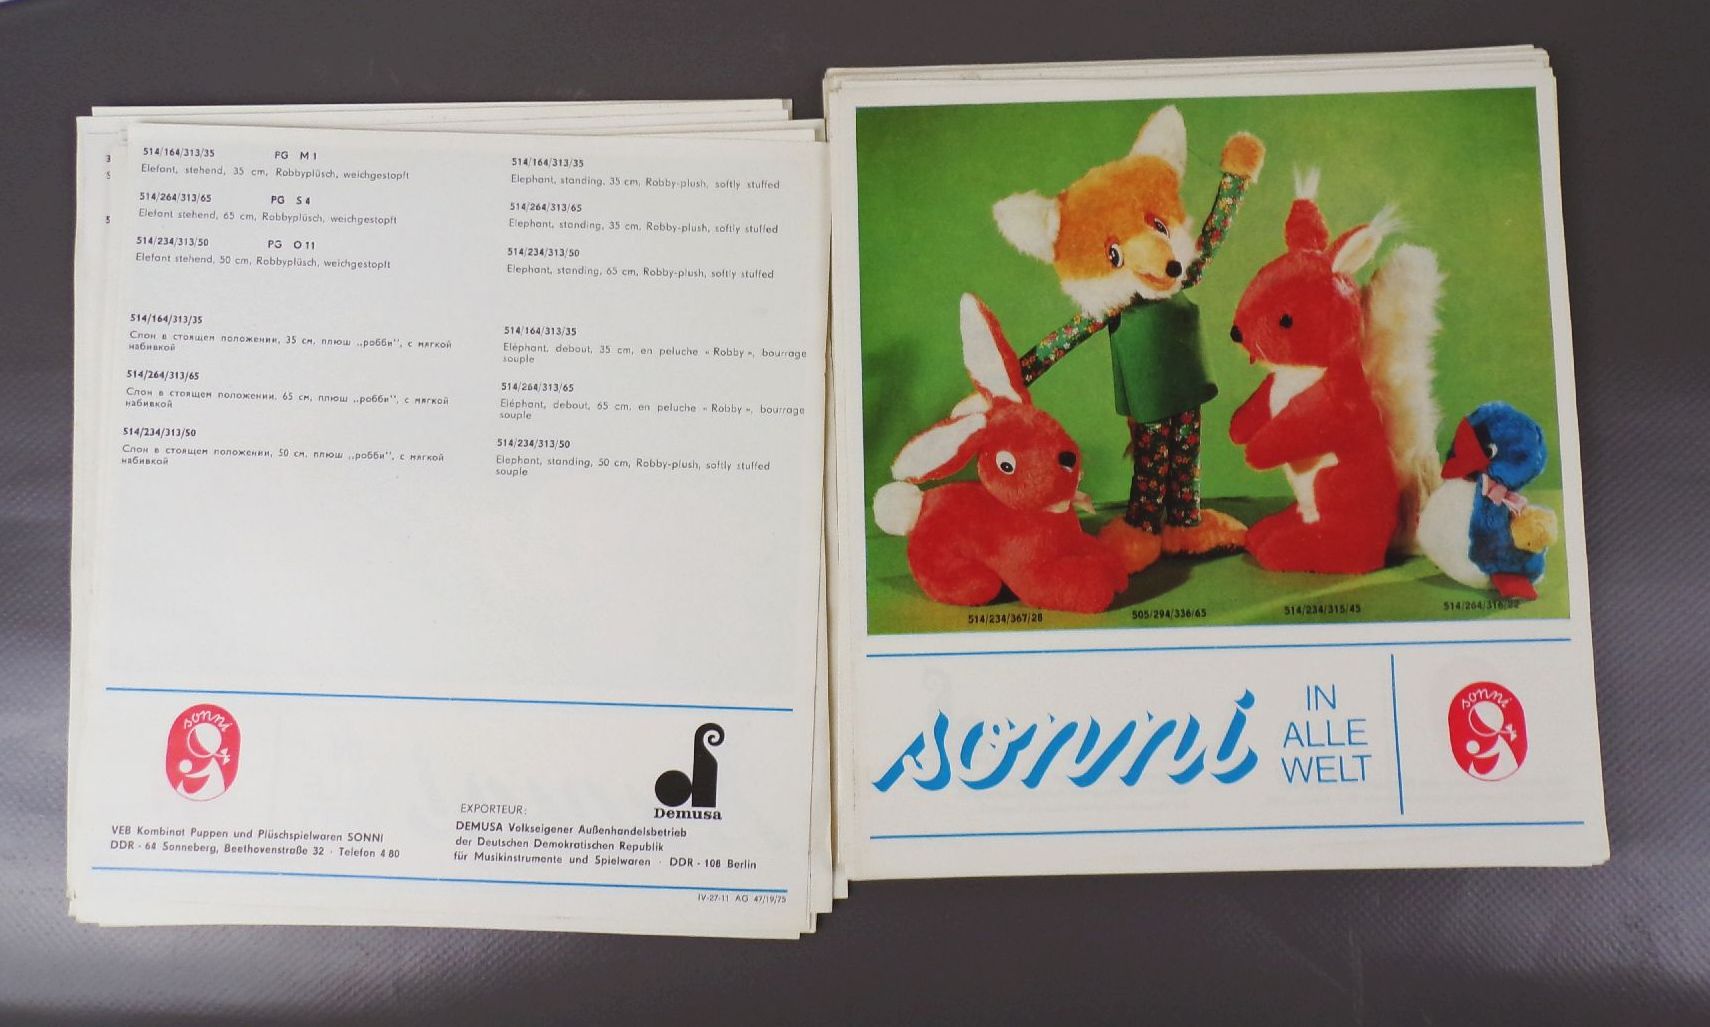 514/164/313/35 PG M 1
Elefant, stehend, 35 cm, Robbyplüsch, weichgestopft
514/264/313/65 PG S 4
Elefant stehend, 65 cm, Robbyplüsch, weichgestopft
514/234/313/50 PG O 11
Elefant stehend, 50 cm, Robbyplüsch, weichgestopft
514/164/313/35
Elephant, standing, 35 cm, Robby-plush, softly stuffed
514/264/313/65
Elephant, standing, 35 cm, Robby-plush, softly stuffed
514/234/313/50
Elephant, standing, 65 cm, Robby-plush, softly stuffed
514/164/313/35
Слон в стоящем положении, 35 см, плюш „робби“, с мягкой
набивкой
514/264/313/65
Слон в стоящем положении, 65 см, плюш „робби“, с мягкой
набивкой
514/234/313/50
Слон в стоящем положении, 50 см, плюш „робби“, с мягкой
набивкой
514/164/313/35
Eléphant, debout, 35 cm, en peluche « Robby », bourrage
souple
514/264/313/65
Eléphant, debout, 65 cm, en peluche « Robby », bourrage
souple
514/234/313/50
Elephant, standing, 50 cm, Robby-plush, softly stuffed
souple
sonni
VEB Kombinat Puppen und Plüschspielwaren SONNI
DDR - 64 Sonneberg, Beethovenstraße 32 · Telefon 4 80
Demusa
EXPORTEUR:
DEMUSA Volkseigener Außenhandelsbetrieb
der Deutschen Demokratischen Republik
für Musikinstrumente und Spielwaren · DDR - 108 Berlin
IV-27-11 AG 47/19/75
514/234/367/28 505/294/336/65 514/234/315/45 514/264/316/22
sonni
IN
ALLE
WELT
sonni